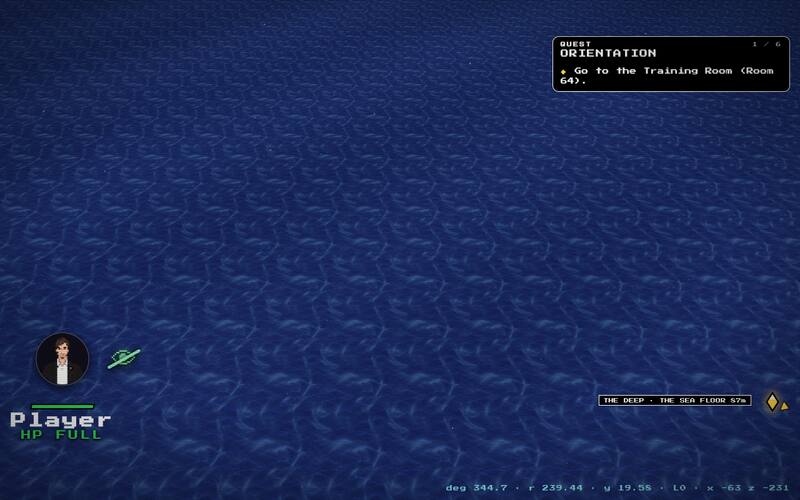 QUEST
1 / 6
ORIENTATION
◆ Go to the Training Room (Room
64).
THE DEEP · THE SEA FLOOR 57m
Player
HP FULL
deg 344.7 · r 239.44 · y 19.58 · L0 · x -63 z -231